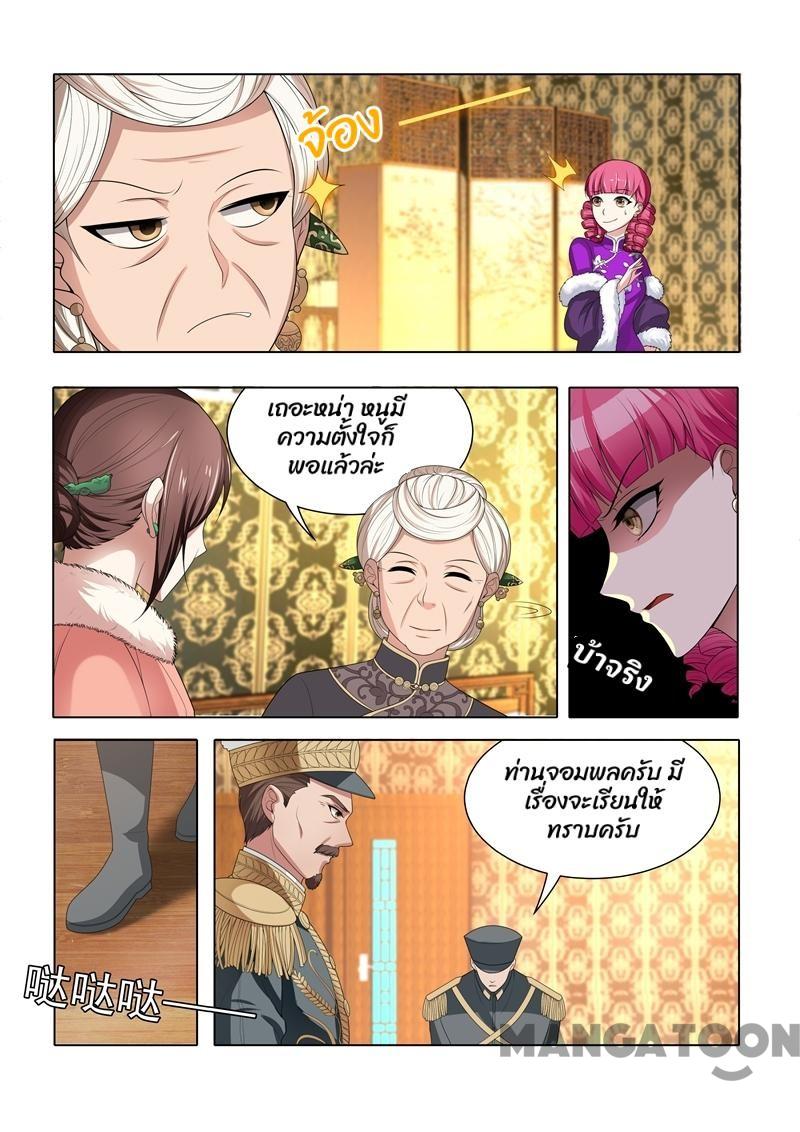 จ้อง
เถอะหน่า หนูมี
ความตั้งใจก็
พอแล้วล่ะ
บ้าจริง
ท่านจอมพลครับ มี
เรื่องจะเรียนให้
ทราบครับ
哒哒哒——
MANGATOON